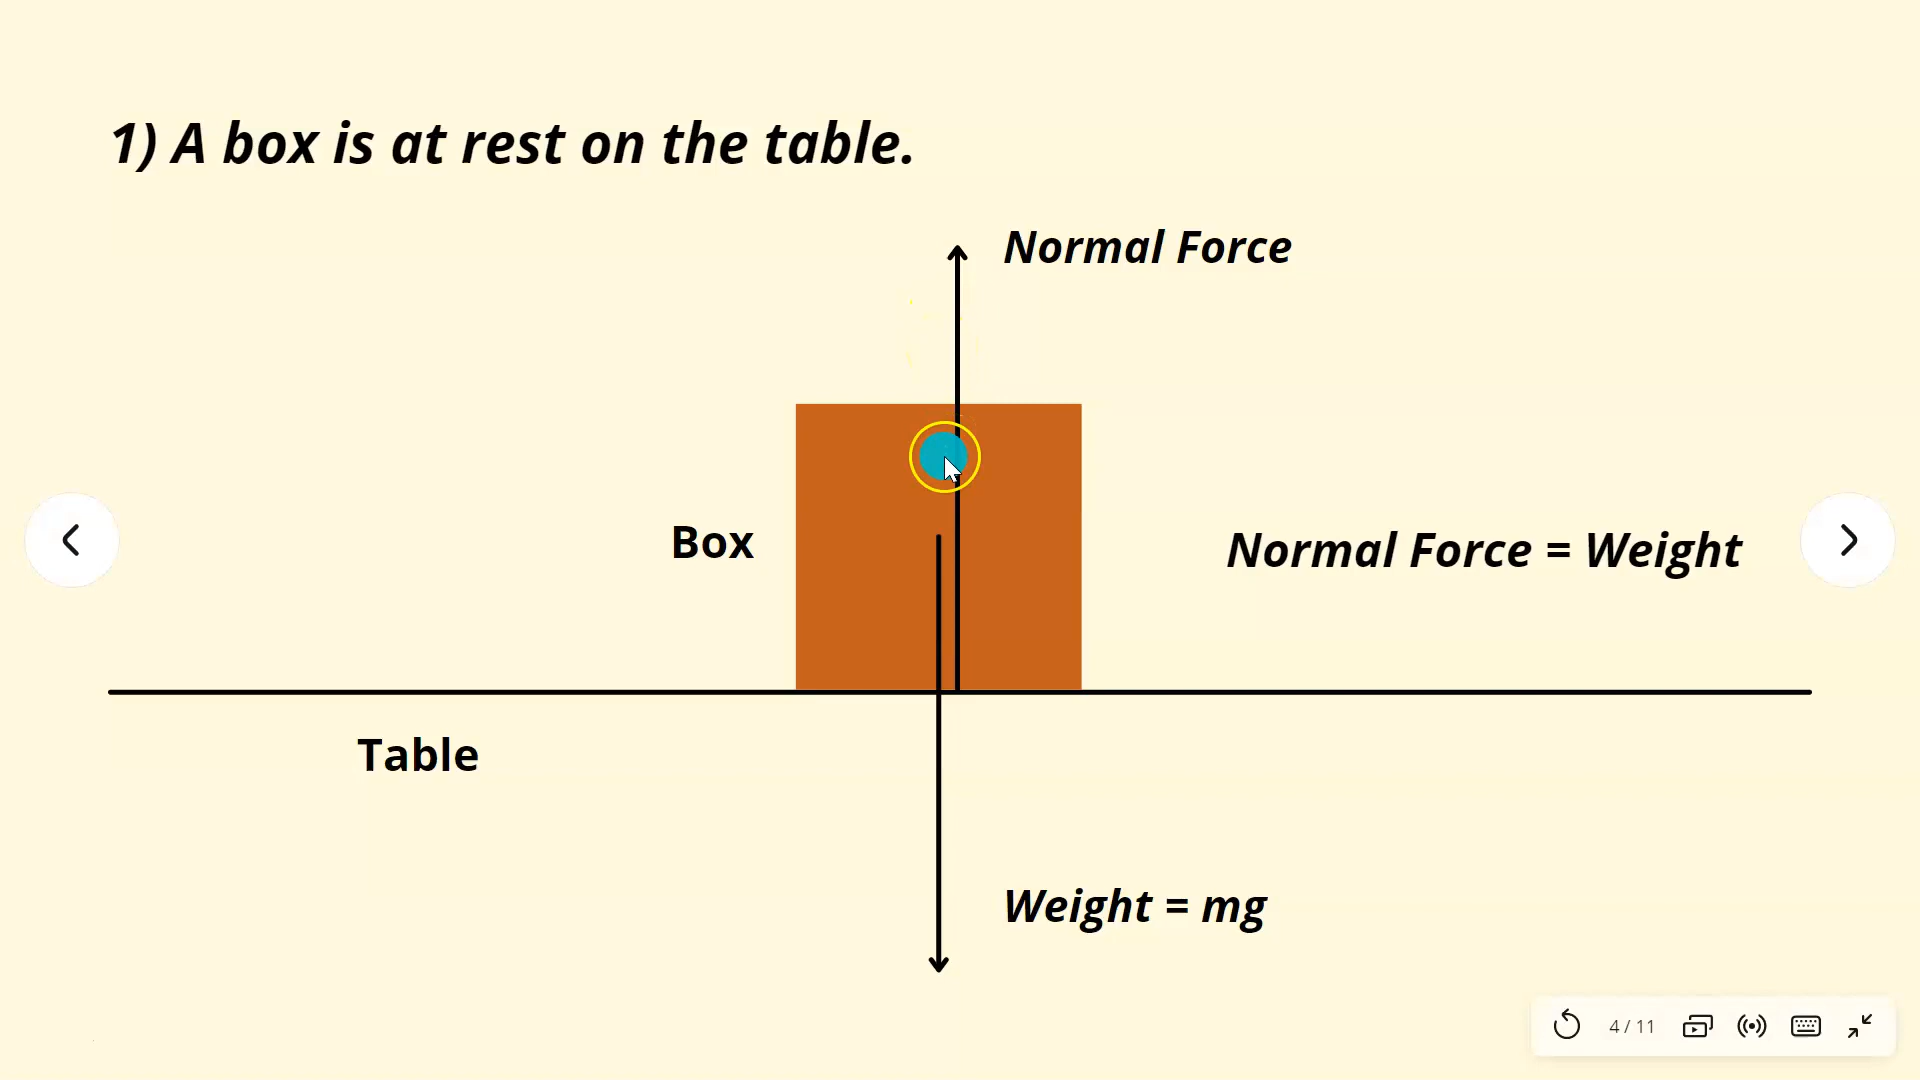 1) A box is at rest on the table.
Normal Force
Box
Normal Force = Weight
Table
Weight = mg
4 / 11